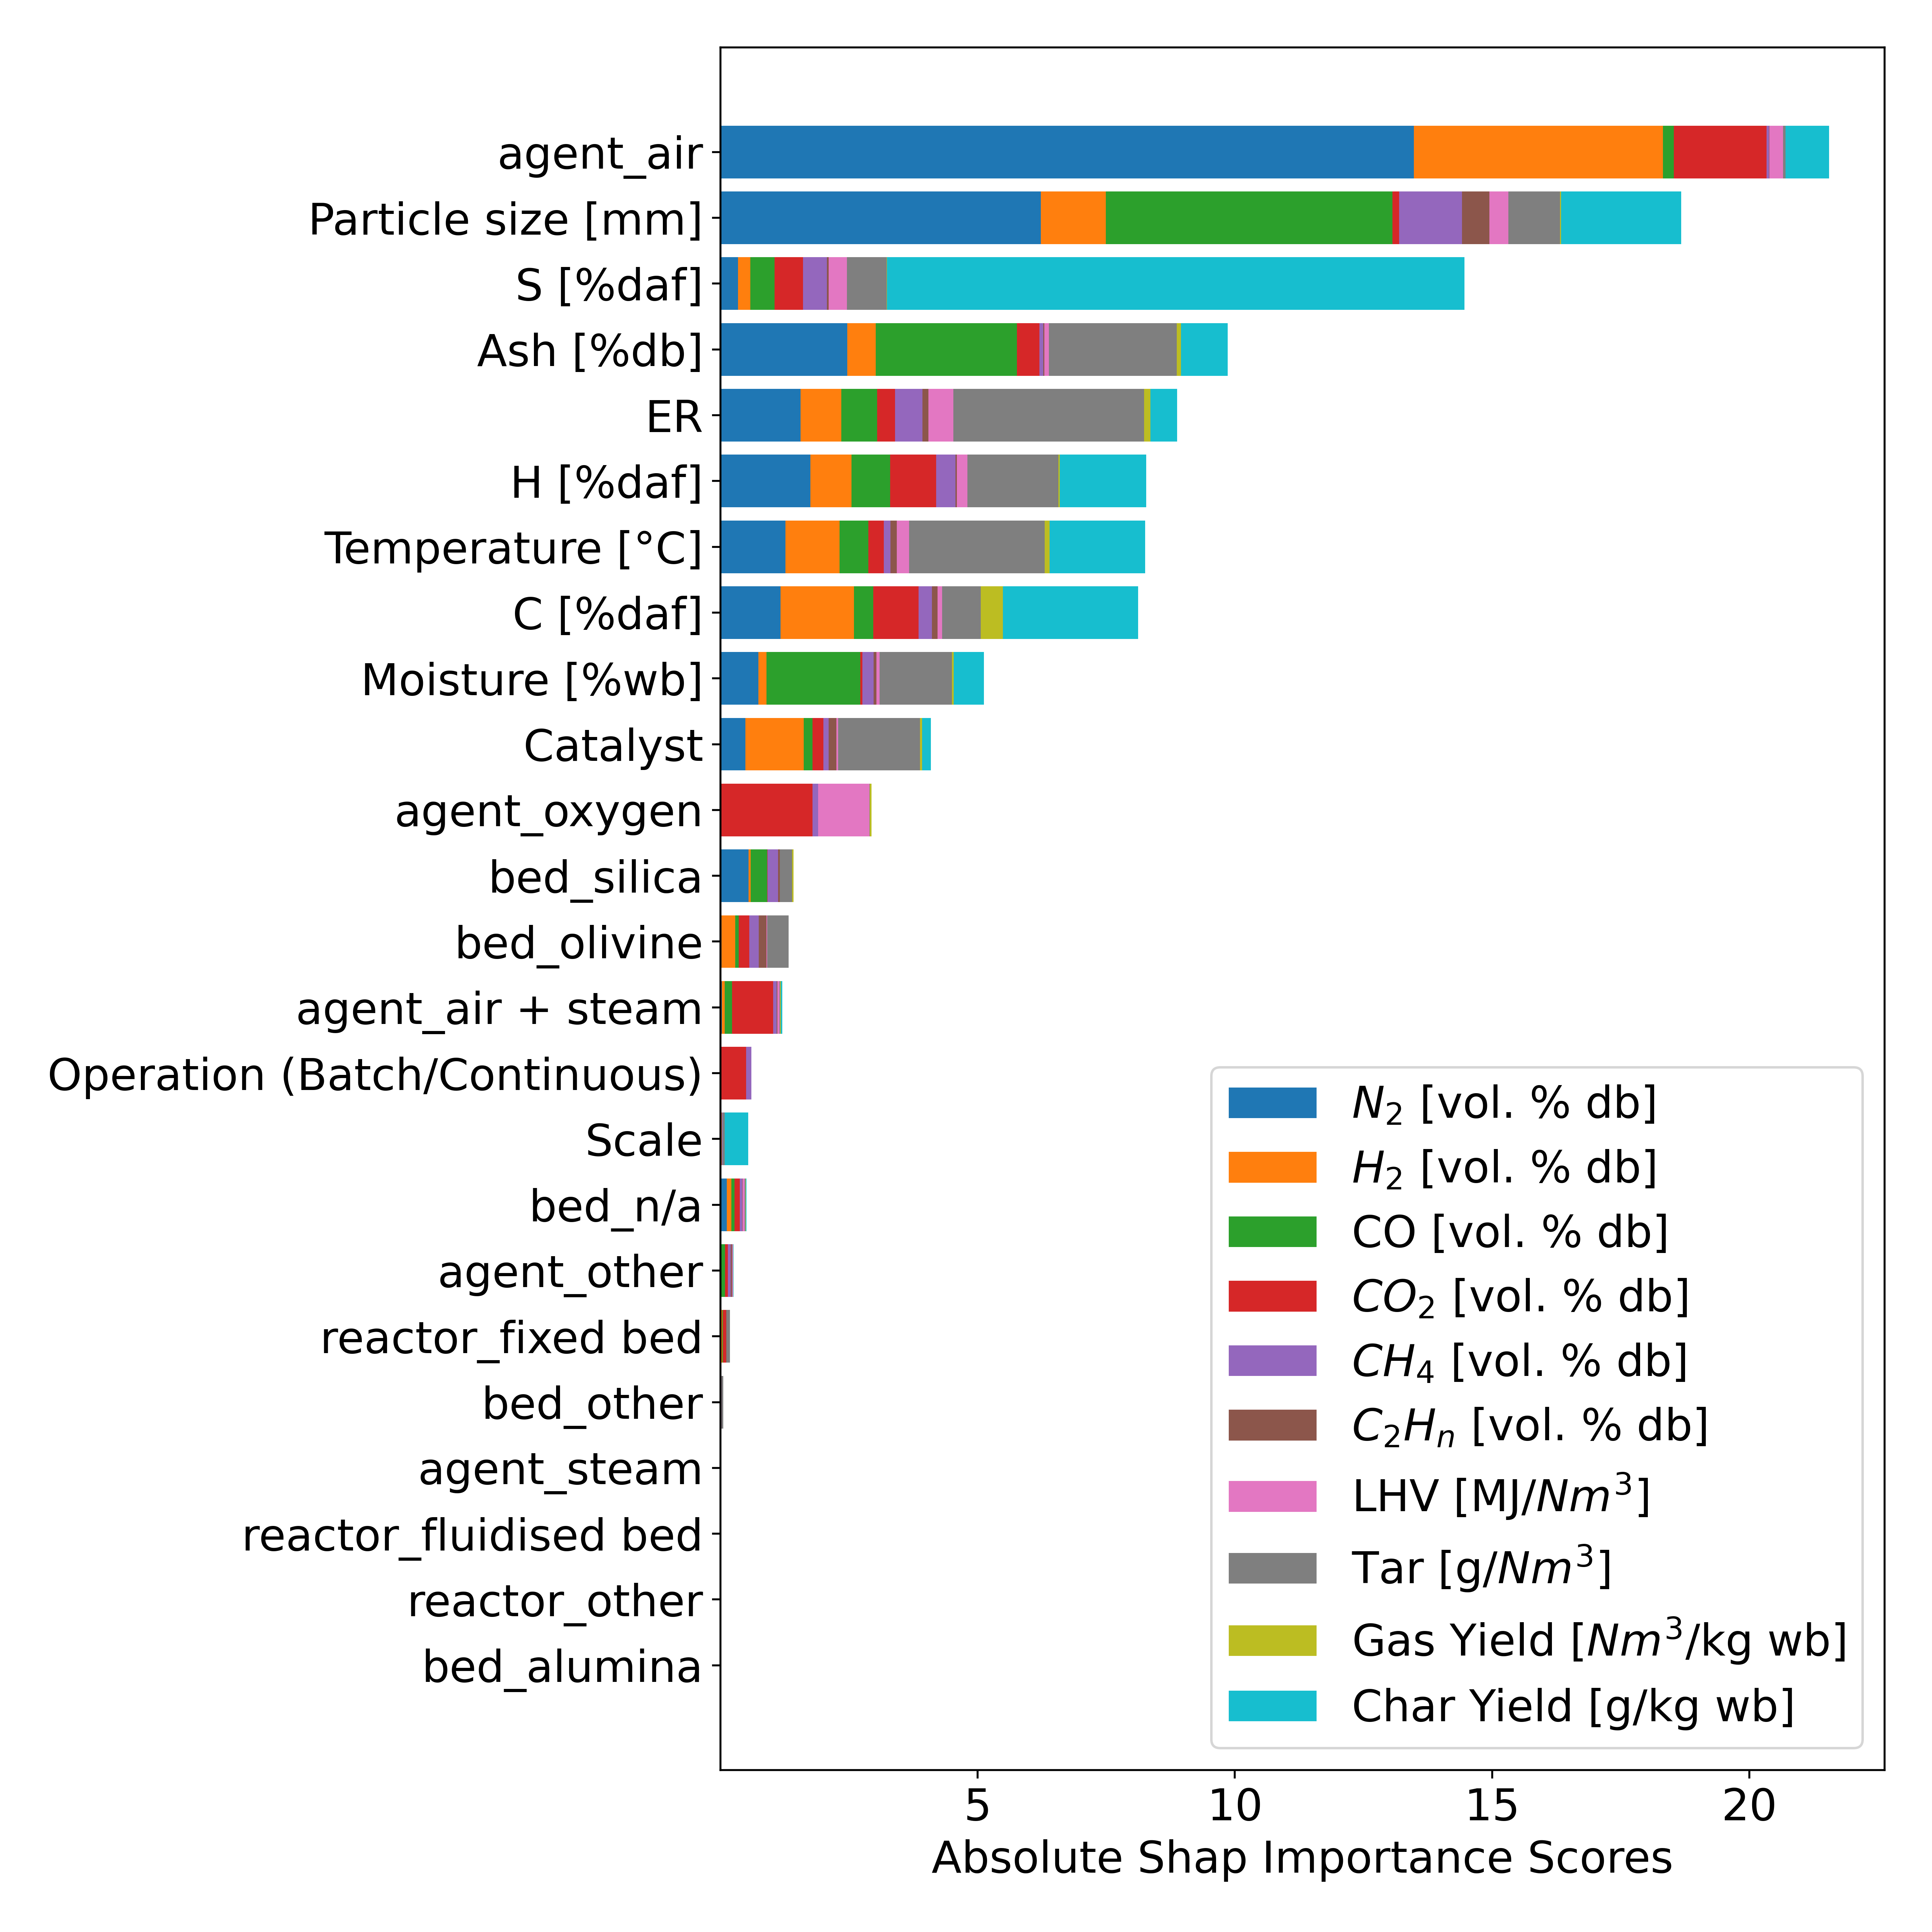 agent_air
Particle size [mm]
S [%daf]
Ash [%db]
ER
H [%daf]
Temperature [°C]
C [%daf]
Moisture [%wb]
Catalyst
agent_oxygen
bed_silica
bed_olivine
agent_air + steam
Operation (Batch/Continuous)
Scale
bed_n/a
agent_other
reactor_fixed bed
bed_other
agent_steam
reactor_fluidised bed
reactor_other
bed_alumina
N₂ [vol. % db]
H₂ [vol. % db]
CO [vol. % db]
CO₂ [vol. % db]
CH₄ [vol. % db]
C₂Hₙ [vol. % db]
LHV [MJ/Nm³]
Tar [g/Nm³]
Gas Yield [Nm³/kg wb]
Char Yield [g/kg wb]
5 10 15 20
Absolute Shap Importance Scores